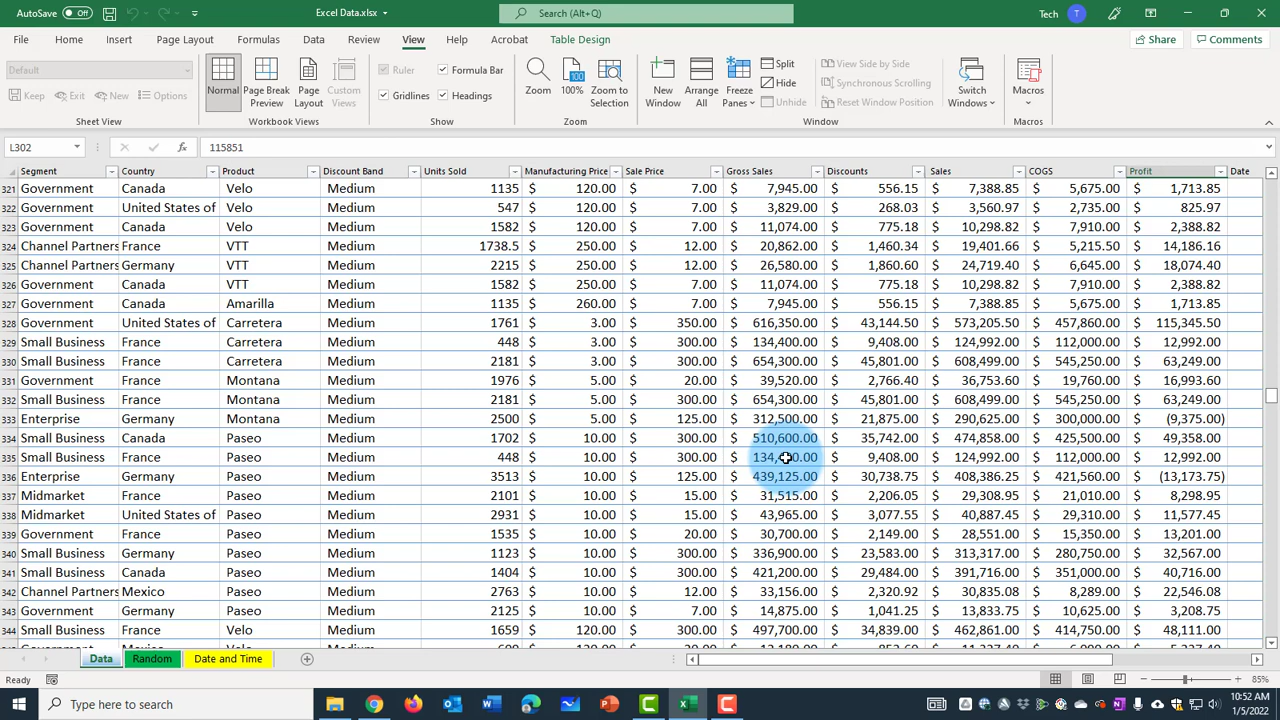 AutoSave Off Excel Data.xlsx Search (Alt+Q) Tech T
File Home Insert Page Layout Formulas Data Review View Help Acrobat Table Design Share Comments
Default
Keep Exit New Options
Sheet View
Normal Page Break Preview Page Layout Custom Views
Workbook Views
Ruler Formula Bar
Gridlines Headings
Show
Zoom 100 100% Zoom to Selection
Zoom
New Window Arrange All Freeze Panes
Split
Hide
Unhide
View Side by Side
Synchronous Scrolling
Reset Window Position
Switch Windows
Window
Macros
Macros
L302 fx 115851
Segment Country Product Discount Band Units Sold Manufacturing Price Sale Price Gross Sales Discounts Sales COGS Profit Date
321 Government Canada Velo Medium 1135 $ 120.00 $ 7.00 $ 7,945.00 $ 556.15 $ 7,388.85 $ 5,675.00 $ 1,713.85
322 Government United States of Velo Medium 547 $ 120.00 $ 7.00 $ 3,829.00 $ 268.03 $ 3,560.97 $ 2,735.00 $ 825.97
323 Government Canada Velo Medium 1582 $ 120.00 $ 7.00 $ 11,074.00 $ 775.18 $ 10,298.82 $ 7,910.00 $ 2,388.82
324 Channel Partners France VTT Medium 1738.5 $ 250.00 $ 12.00 $ 20,862.00 $ 1,460.34 $ 19,401.66 $ 5,215.50 $ 14,186.16
325 Channel Partners Germany VTT Medium 2215 $ 250.00 $ 12.00 $ 26,580.00 $ 1,860.60 $ 24,719.40 $ 6,645.00 $ 18,074.40
326 Government Canada VTT Medium 1582 $ 250.00 $ 7.00 $ 11,074.00 $ 775.18 $ 10,298.82 $ 7,910.00 $ 2,388.82
327 Government Canada Amarilla Medium 1135 $ 260.00 $ 7.00 $ 7,945.00 $ 556.15 $ 7,388.85 $ 5,675.00 $ 1,713.85
328 Government United States of Carretera Medium 1761 $ 3.00 $ 350.00 $ 616,350.00 $ 43,144.50 $ 573,205.50 $ 457,860.00 $ 115,345.50
329 Small Business France Carretera Medium 448 $ 3.00 $ 300.00 $ 134,400.00 $ 9,408.00 $ 124,992.00 $ 112,000.00 $ 12,992.00
330 Small Business France Carretera Medium 2181 $ 3.00 $ 300.00 $ 654,300.00 $ 45,801.00 $ 608,499.00 $ 545,250.00 $ 63,249.00
331 Government France Montana Medium 1976 $ 5.00 $ 20.00 $ 39,520.00 $ 2,766.40 $ 36,753.60 $ 19,760.00 $ 16,993.60
332 Small Business France Montana Medium 2181 $ 5.00 $ 300.00 $ 654,300.00 $ 45,801.00 $ 608,499.00 $ 545,250.00 $ 63,249.00
333 Enterprise Germany Montana Medium 2500 $ 5.00 $ 125.00 $ 312,500.00 $ 21,875.00 $ 290,625.00 $ 300,000.00 $ (9,375.00)
334 Small Business Canada Paseo Medium 1702 $ 10.00 $ 300.00 $ 510,600.00 $ 35,742.00 $ 474,858.00 $ 425,500.00 $ 49,358.00
335 Small Business France Paseo Medium 448 $ 10.00 $ 300.00 $ 134,400.00 $ 9,408.00 $ 124,992.00 $ 112,000.00 $ 12,992.00
336 Enterprise Germany Paseo Medium 3513 $ 10.00 $ 125.00 $ 439,125.00 $ 30,738.75 $ 408,386.25 $ 421,560.00 $ (13,173.75)
337 Midmarket France Paseo Medium 2101 $ 10.00 $ 15.00 $ 31,515.00 $ 2,206.05 $ 29,308.95 $ 21,010.00 $ 8,298.95
338 Midmarket United States of Paseo Medium 2931 $ 10.00 $ 15.00 $ 43,965.00 $ 3,077.55 $ 40,887.45 $ 29,310.00 $ 11,577.45
339 Government France Paseo Medium 1535 $ 10.00 $ 20.00 $ 30,700.00 $ 2,149.00 $ 28,551.00 $ 15,350.00 $ 13,201.00
340 Small Business Germany Paseo Medium 1123 $ 10.00 $ 300.00 $ 336,900.00 $ 23,583.00 $ 313,317.00 $ 280,750.00 $ 32,567.00
341 Small Business Canada Paseo Medium 1404 $ 10.00 $ 300.00 $ 421,200.00 $ 29,484.00 $ 391,716.00 $ 351,000.00 $ 40,716.00
342 Channel Partners Mexico Paseo Medium 2763 $ 10.00 $ 12.00 $ 33,156.00 $ 2,320.92 $ 30,835.08 $ 8,289.00 $ 22,546.08
343 Government Germany Paseo Medium 2125 $ 10.00 $ 7.00 $ 14,875.00 $ 1,041.25 $ 13,833.75 $ 10,625.00 $ 3,208.75
344 Small Business France Velo Medium 1659 $ 120.00 $ 300.00 $ 497,700.00 $ 34,839.00 $ 462,861.00 $ 414,750.00 $ 48,111.00
Data Random Date and Time
Ready 85%
Type here to search 10:52 AM
1/5/2022